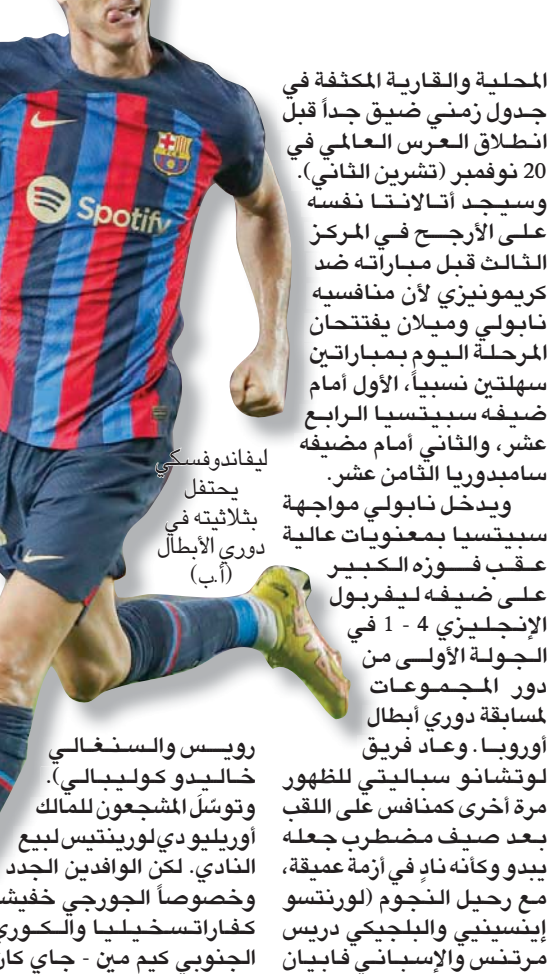 المحلية والقارية المكثفة في
جدول زمني ضيق جداً قبل
انطلاق العرس العالمي في
20 نوفمبر (تشرين الثاني).
وسيجد أتالانتا نفسه
على الأرجح في المركز
الثالث قبل مباراته ضد
كريمونيزي لأن منافسيه
نابولي وميلان يفتتحان
المرحلة اليوم بمباراتين
سهلتين نسبياً، الأول أمام
ضيفه سبيتسيا الرابع
عشر، والثاني أمام مضيفه
سامبدوريا الثامن عشر.
ويدخل نابولي مواجهة
سبيتسيا بمعنويات عالية
عقب فوزه الكبير
على ضيفه ليفربول
الإنجليزي 4 - 1 في
الجولة الأولى من
دور المجموعات
لمسابقة دوري أبطال
أوروبا. وعاد فريق
لوتشانو سباليتي للظهور
مرة أخرى كمنافس على اللقب
بعد صيف مضطرب جعله
يبدو وكأنه نادٍ في أزمة عميقة،
مع رحيل النجوم (لورنتسو
إينسينيي والبلجيكي دريس
مرتنس والإسباني فابيان
رويس والسنغالي
خاليدو كوليبالي).
وتوسّلَ المشجعون للمالك
أوريليو دي لورينتيس لبيع
النادي. لكن الوافدين الجدد
وخصوصاً الجورجي خفيشا
كفاراتسخيليا والكوري
الجنوبي كيم مين - جاي كان
ليفاندوفسكي
يحتفل
بثلاثيته في
دوري الأبطال
(أ.ب)
FCB
Spotify